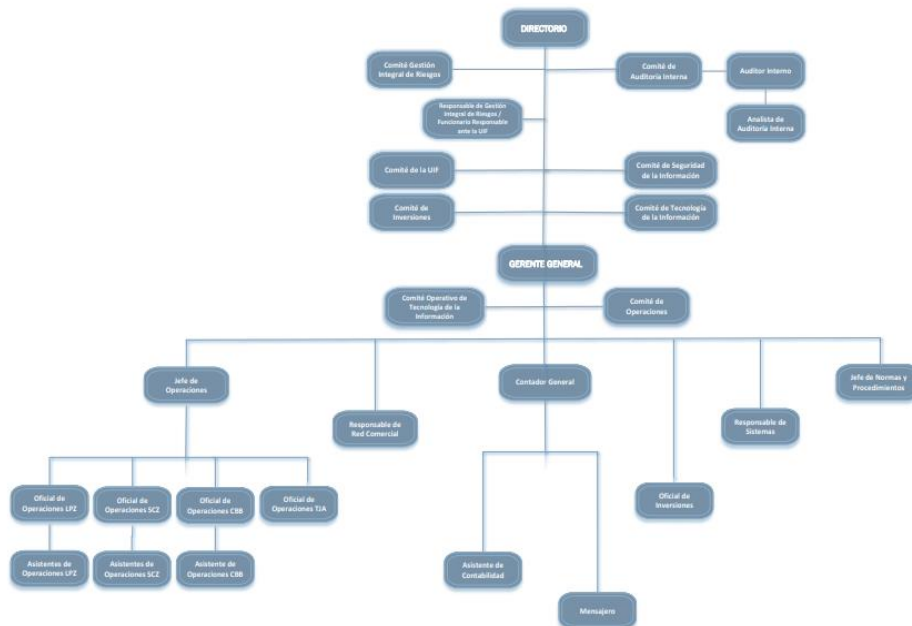 DIRECTORIO
Comité Gestión
Integral de Riesgos
Comité de
Auditoría Interna
Auditor Interno
Responsable de Gestión
Integral de Riesgos /
Funcionario Responsable
ante la UIF
Analista de
Auditoría Interna
Comité de la UIF
Comité de Seguridad
de la Información
Comité de
Inversiones
Comité de Tecnología
de la Información
GERENTE GENERAL
Comité Operativo de
Tecnología de la
Información
Comité de
Operaciones
Jefe de
Operaciones
Contador General
Jefe de Normas y
Procedimientos
Responsable de
Red Comercial
Responsable de
Sistemas
Oficial de
Operaciones LPZ
Oficial de
Operaciones SCZ
Oficial de
Operaciones CBB
Oficial de
Operaciones TJA
Oficial de
Inversiones
Asistentes de
Operaciones LPZ
Asistentes de
Operaciones SCZ
Asistente de
Operaciones CBB
Asistente de
Contabilidad
Mensajero